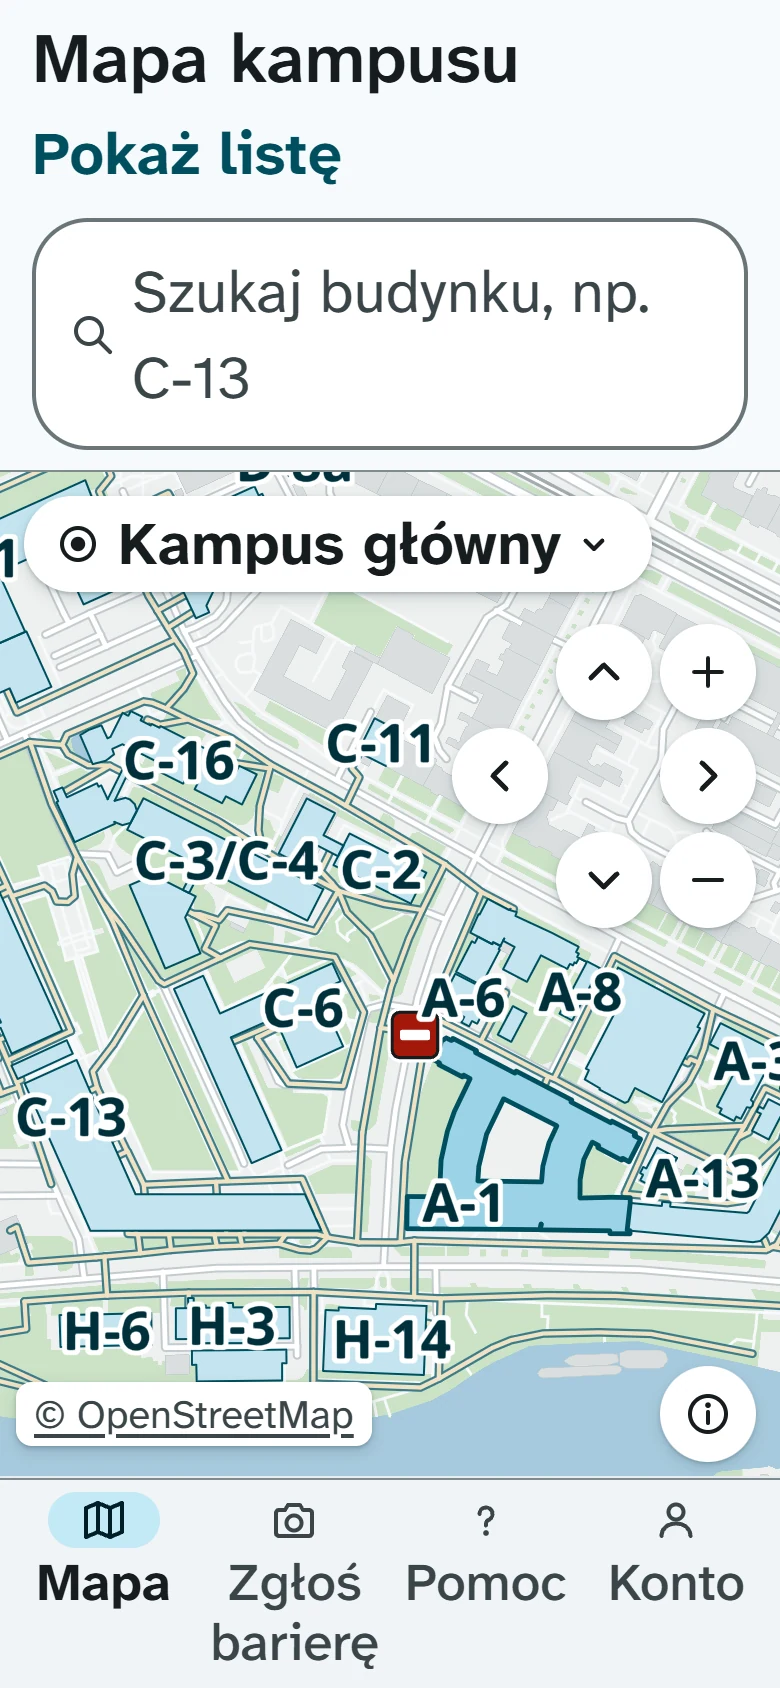 Mapa kampusu
Pokaż listę
Szukaj budynku, np.
C-13
Kampus główny
C-11
C-16
C-3/C-4
C-2
A-6
A-8
C-6
C-13
A-1
A-13
H-6
H-3
H-14
© OpenStreetMap
Mapa
Zgłoś
barierę
Pomoc
Konto